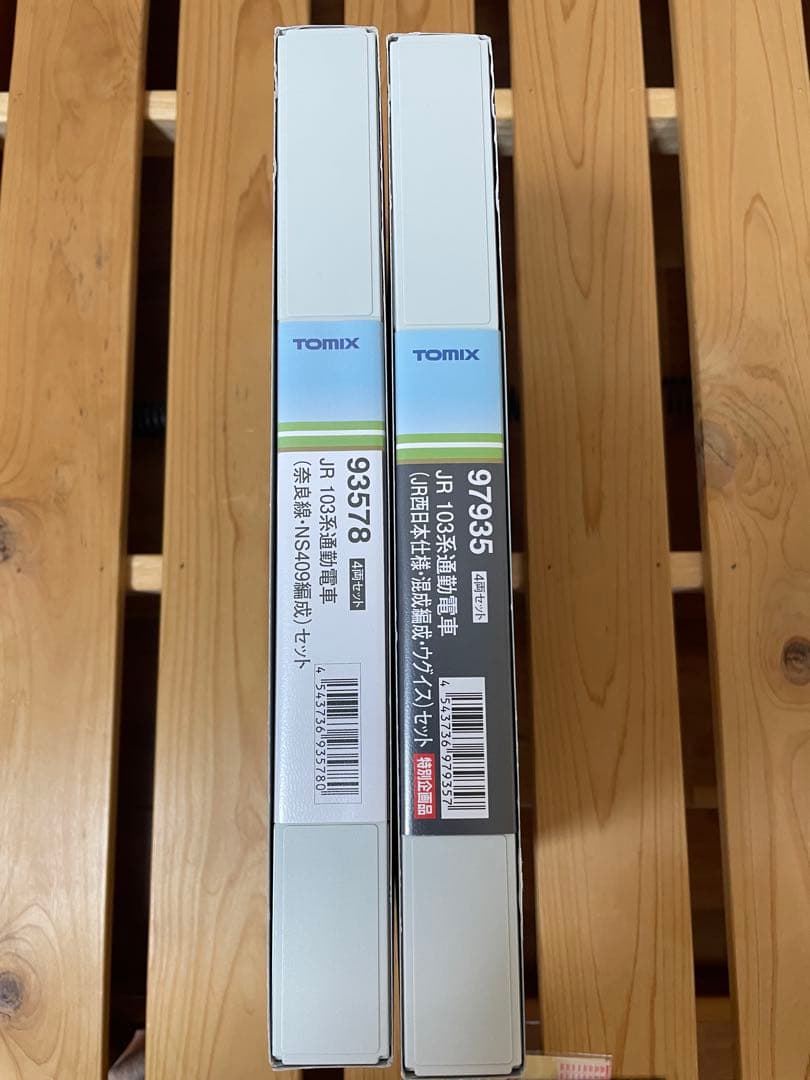 TOMIX
93578 4両セット
JR 103系通勤電車
(奈良線・NS409編成)セット
4 543736 935780
TOMIX
97935 4両セット
JR 103系通勤電車
(JR西日本仕様・混成編成・ウグイス)セット 特別企画品
4 543736 979357